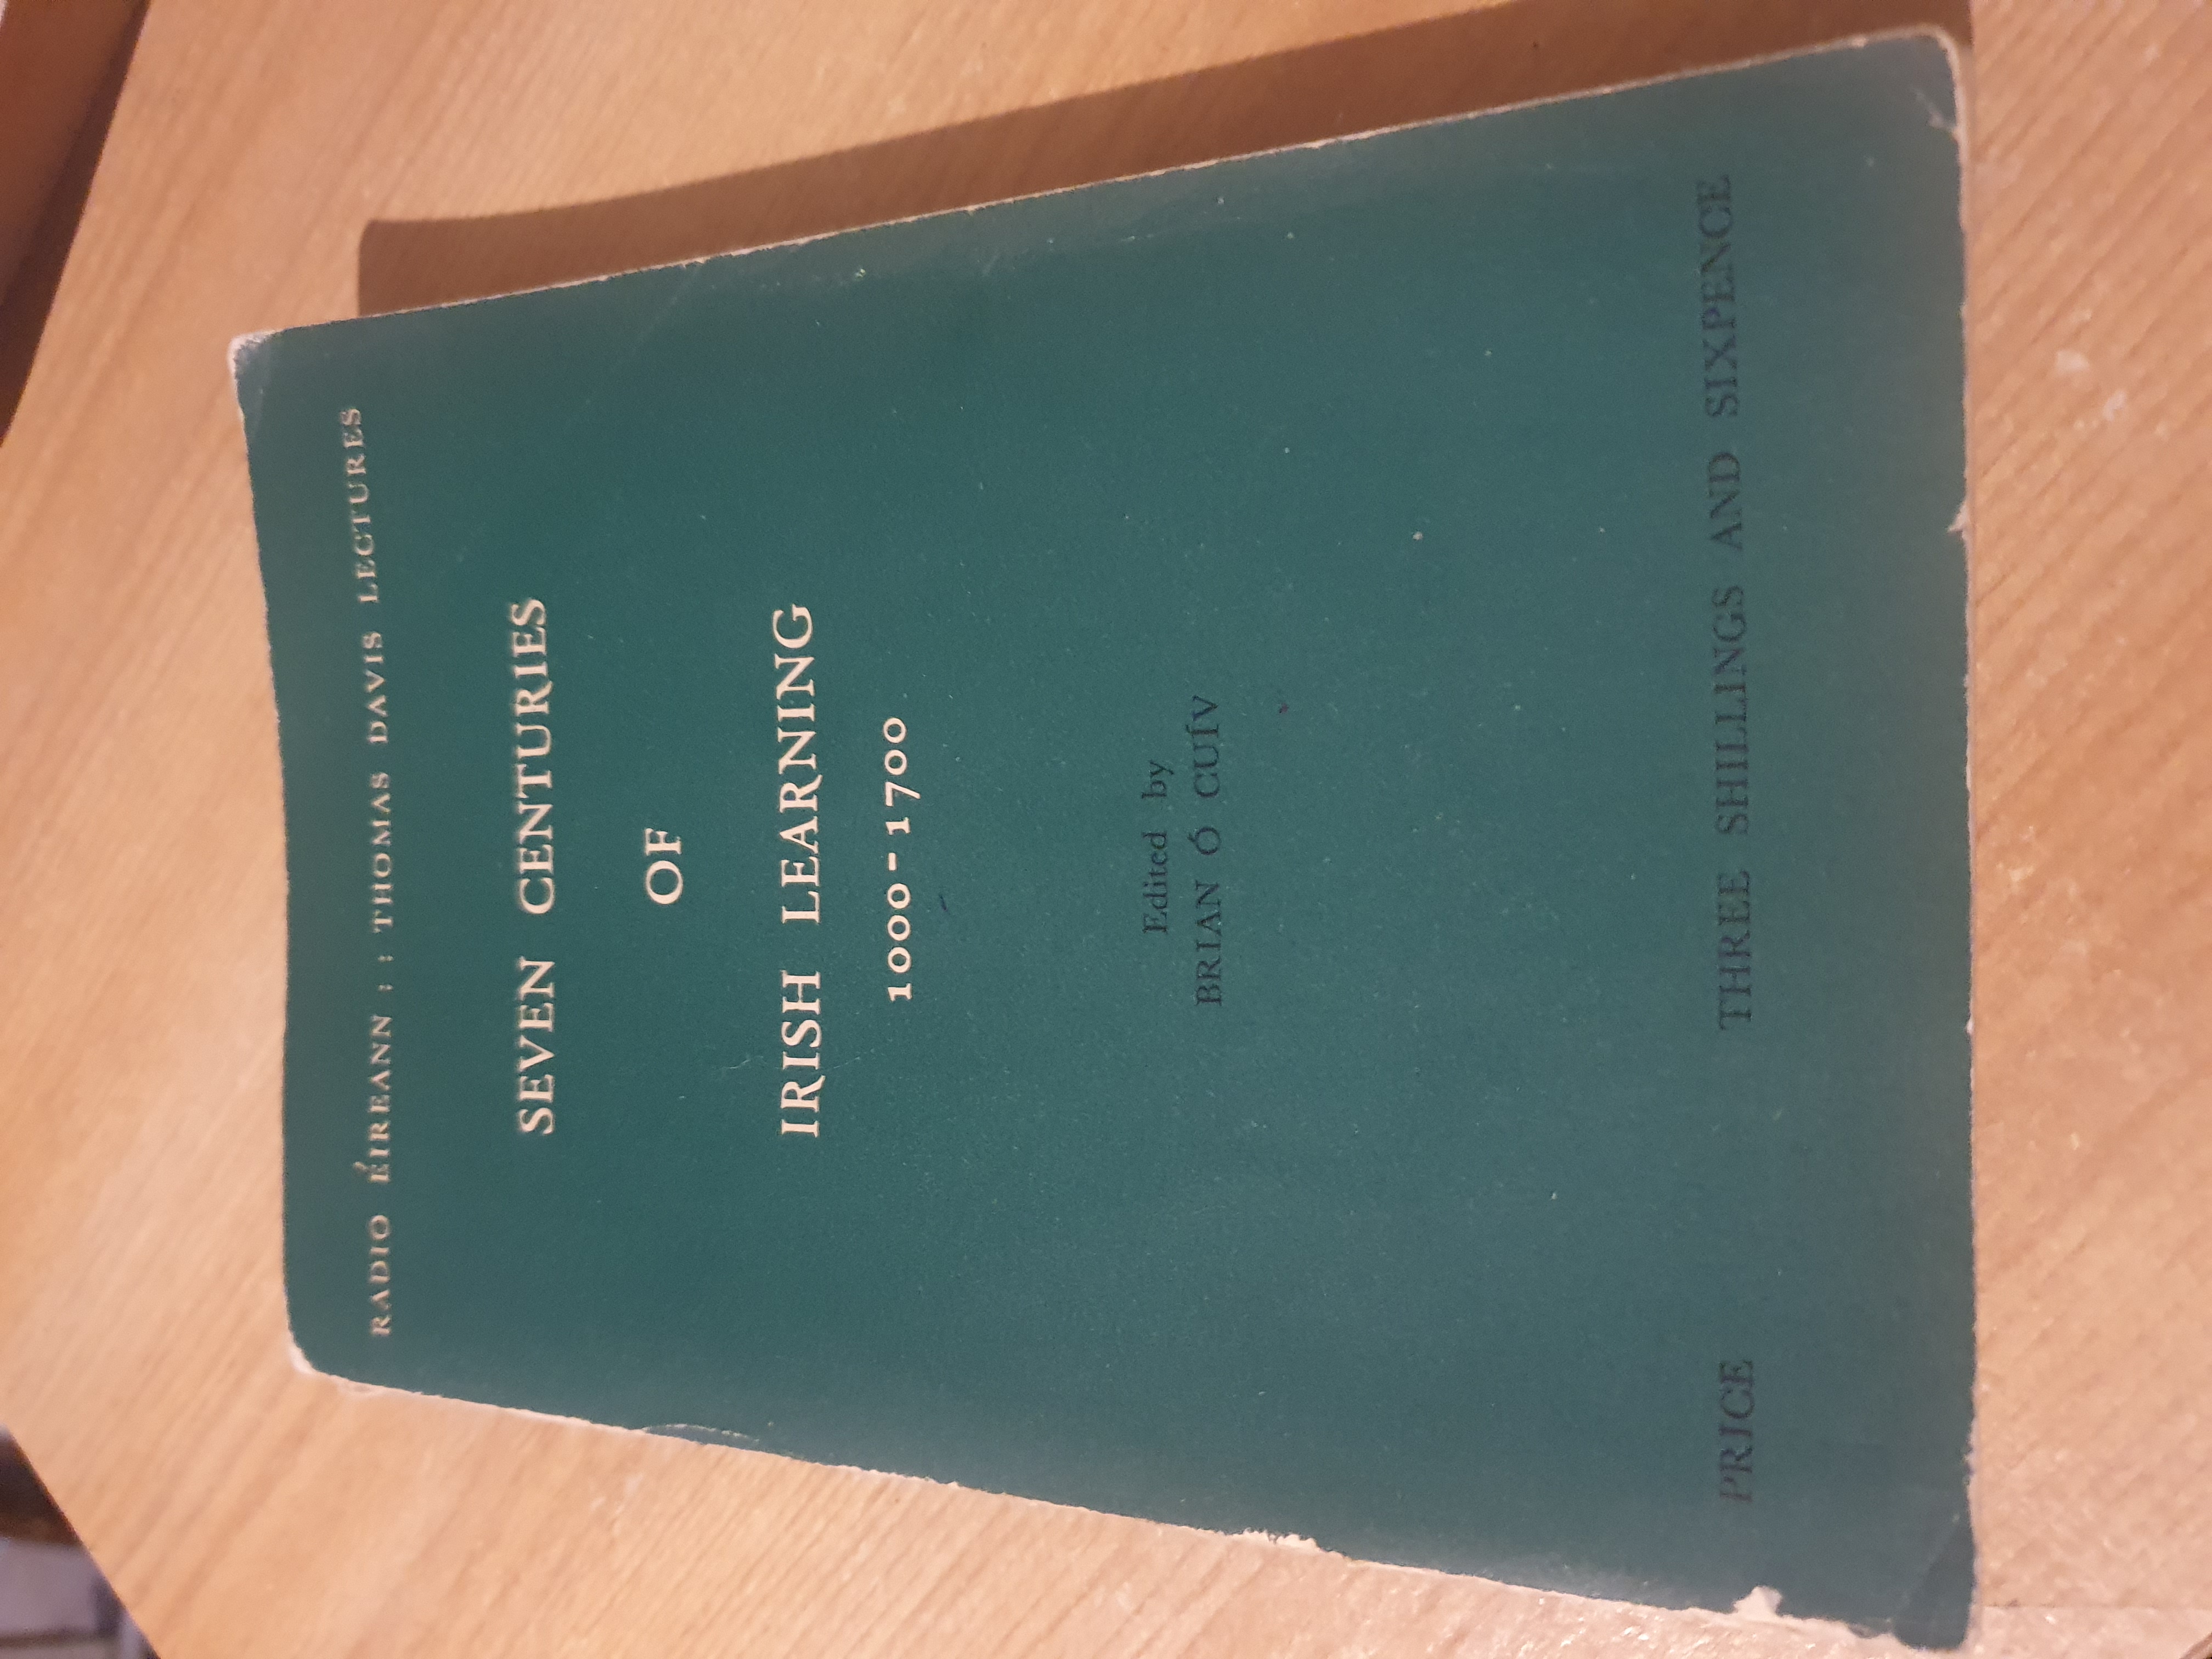 RADIO ÉIREANN : : THOMAS DAVIS LECTURES
SEVEN CENTURIES
OF
IRISH LEARNING
1000-1700
Edited by
BRIAN Ó CUÍV
PRICE THREE SHILLINGS AND SIXPENCE